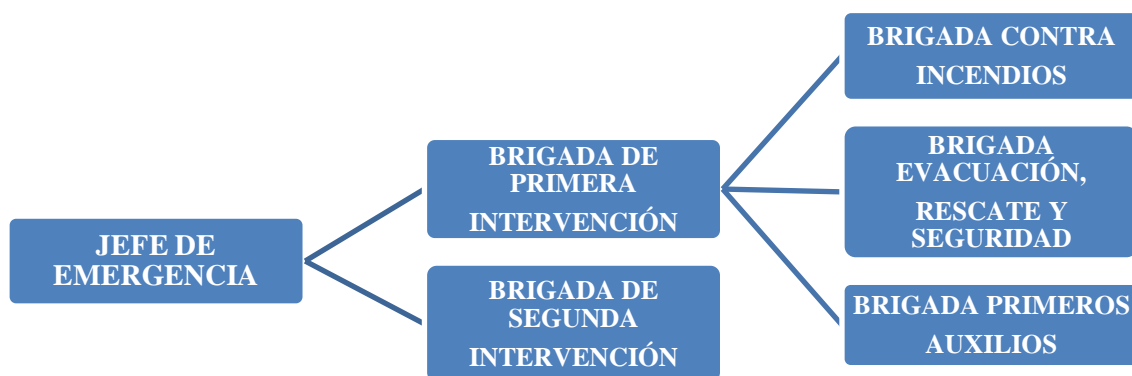 JEFE DE
EMERGENCIA
BRIGADA DE
PRIMERA
INTERVENCIÓN
BRIGADA DE
SEGUNDA
INTERVENCIÓN
BRIGADA CONTRA
INCENDIOS
BRIGADA
EVACUACIÓN,
RESCATE Y
SEGURIDAD
BRIGADA PRIMEROS
AUXILIOS